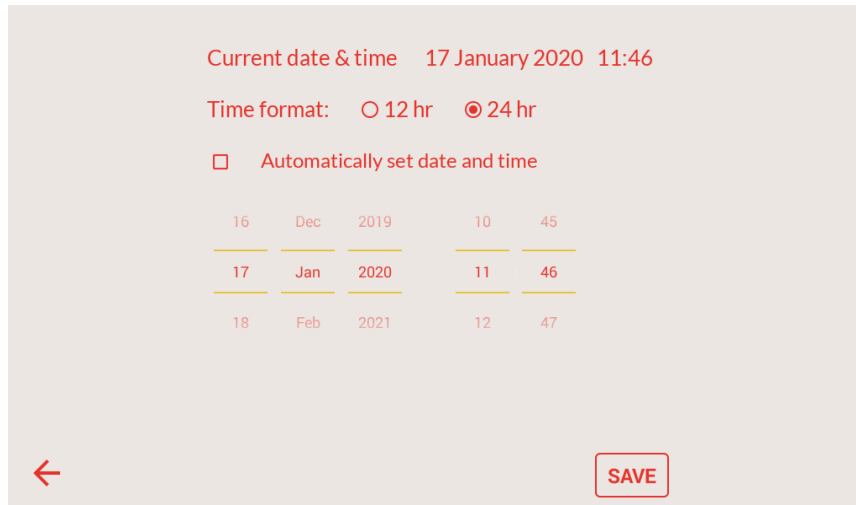 Current date & time 17 January 2020 11:46
Time format: 12 hr 24 hr
Automatically set date and time
16 Dec 2019 10 45
17 Jan 2020 11 46
18 Feb 2021 12 47
SAVE